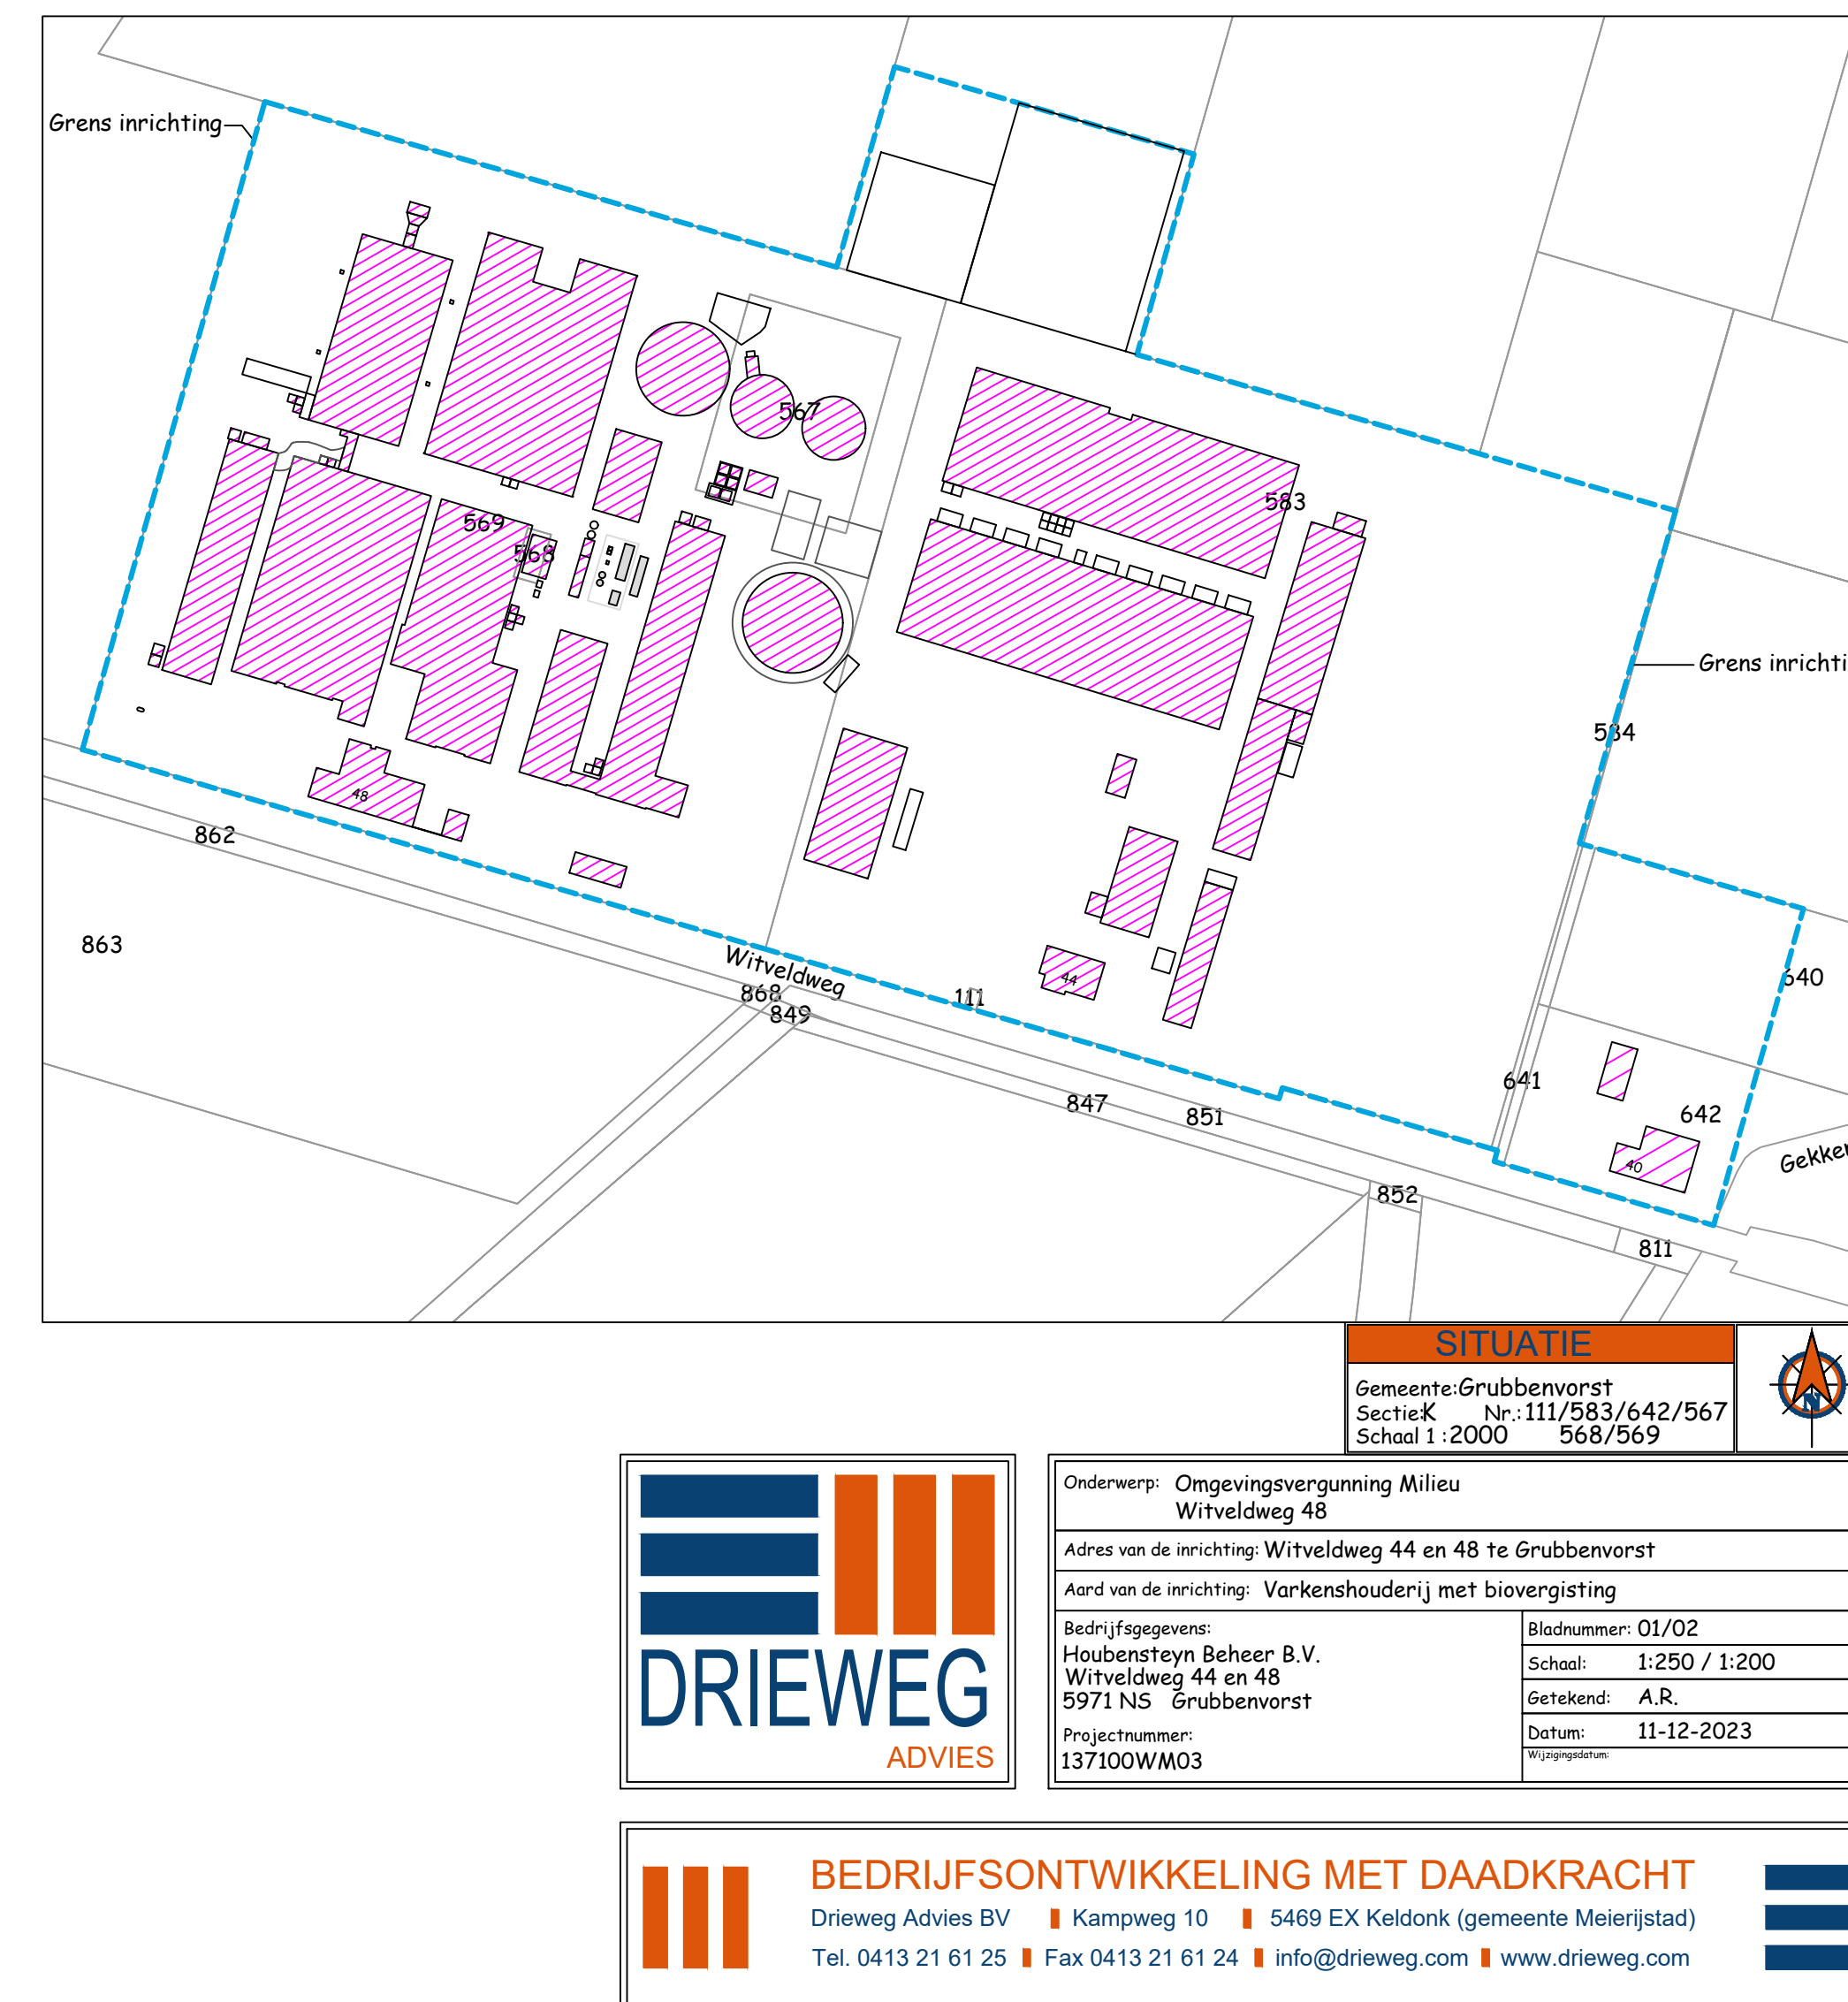 Grens inrichting
567
583
569
568
Grens inrichti
584
48
862
863
Witveldweg
868
849
111
44
640
847
851
641
642
40
Gekke
852
811
SITUATIE
Gemeente: Grubbenvorst
Sectie: K Nr.: 111/583/642/567
Schaal 1 : 2000 568/569
N
Onderwerp: Omgevingsvergunning Milieu
Witveldweg 48
Adres van de inrichting: Witveldweg 44 en 48 te Grubbenvorst
Aard van de inrichting: Varkenshouderij met biovergisting
Bedrijfsgegevens:
Houbensteyn Beheer B.V.
Witveldweg 44 en 48
5971 NS Grubbenvorst
Projectnummer:
137100WM03
Bladnummer: 01/02
Schaal: 1:250 / 1:200
Getekend: A.R.
Datum: 11-12-2023
Wijzigingsdatum:
DRIEWEG
ADVIES
BEDRIJFSONTWIKKELING MET DAADKRACHT
Drieweg Advies BV Kampweg 10 5469 EX Keldonk (gemeente Meierijstad)
Tel. 0413 21 61 25 Fax 0413 21 61 24 info@drieweg.com www.drieweg.com